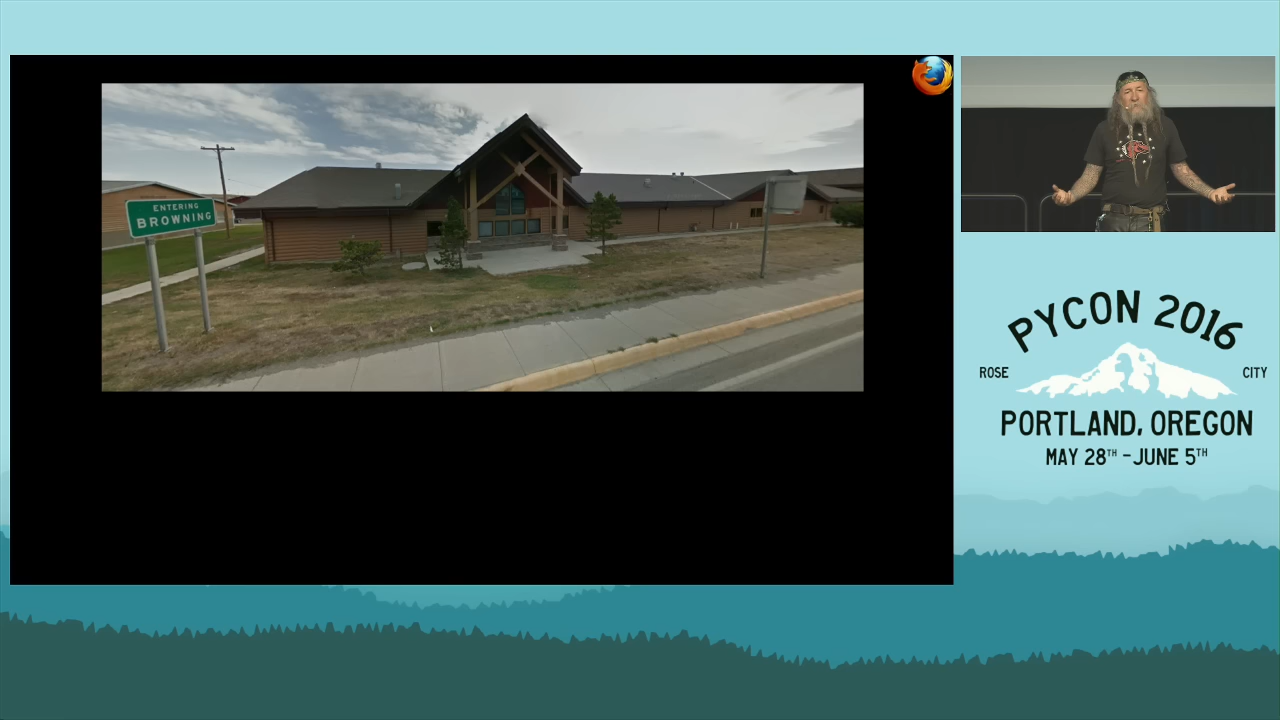 ENTERING
BROWNING
PYCON 2016
ROSE
CITY
PORTLAND, OREGON
MAY 28TH - JUNE 5TH